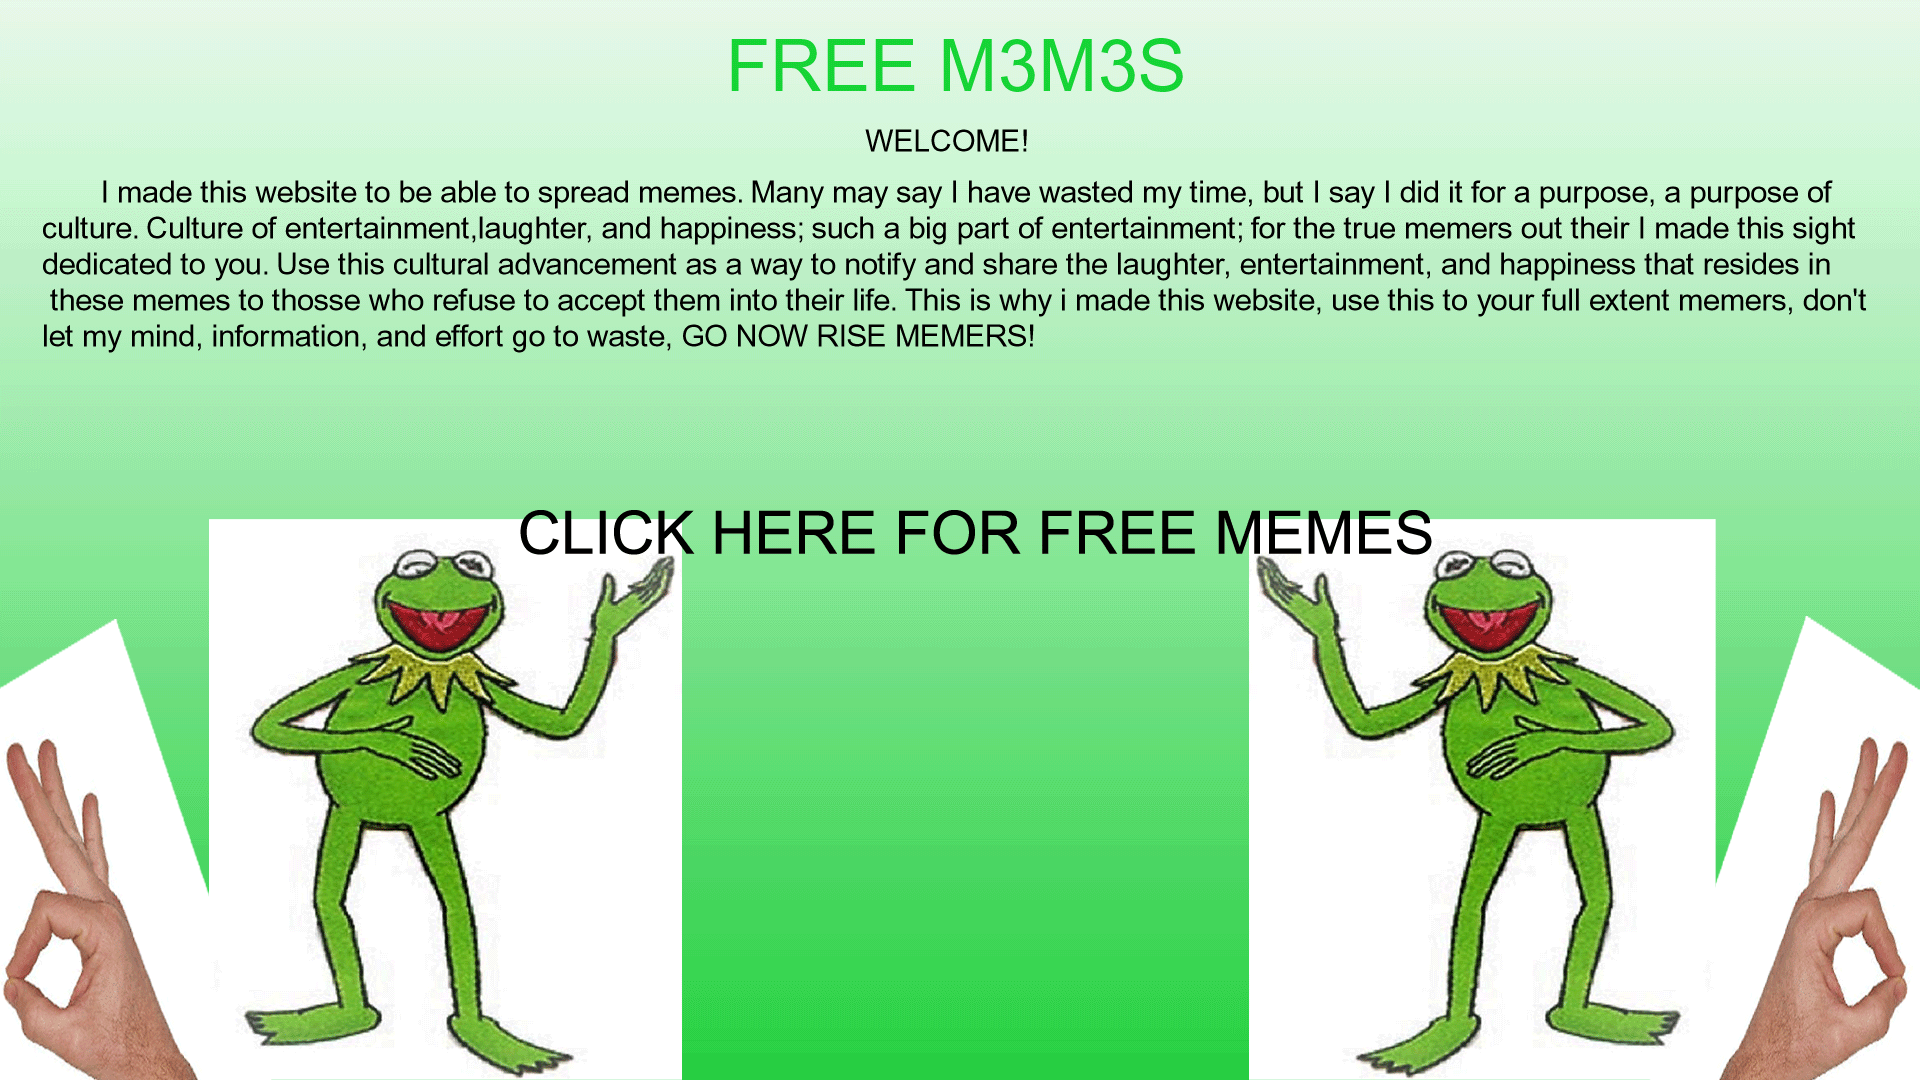 FREE M3M3S
WELCOME!
I made this website to be able to spread memes. Many may say I have wasted my time, but I say I did it for a purpose, a purpose of
culture. Culture of entertainment,laughter, and happiness; such a big part of entertainment; for the true memers out their I made this sight
dedicated to you. Use this cultural advancement as a way to notify and share the laughter, entertainment, and happiness that resides in
these memes to thosse who refuse to accept them into their life. This is why i made this website, use this to your full extent memers, don't
let my mind, information, and effort go to waste, GO NOW RISE MEMERS!
CLICK HERE FOR FREE MEMES